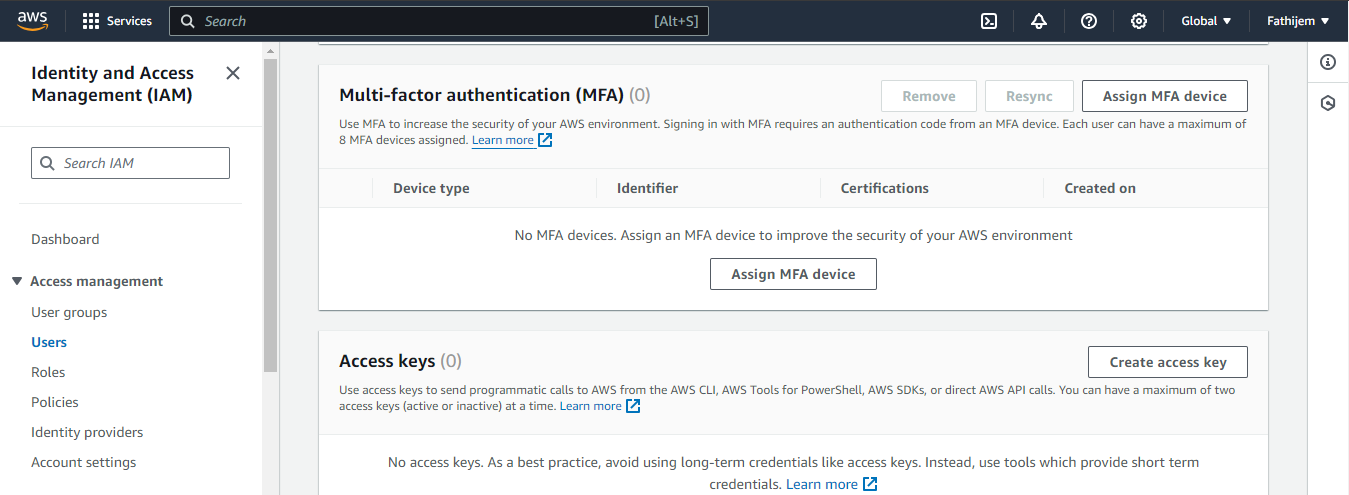 aws
Services
Search
[Alt+S]
Global
Fathijem
Identity and Access
Management (IAM)
Search IAM
Dashboard
Access management
User groups
Users
Roles
Policies
Identity providers
Account settings
Multi-factor authentication (MFA) (0)
Remove
Resync
Assign MFA device
Use MFA to increase the security of your AWS environment. Signing in with MFA requires an authentication code from an MFA device. Each user can have a maximum of
8 MFA devices assigned. Learn more
Device type
Identifier
Certifications
Created on
No MFA devices. Assign an MFA device to improve the security of your AWS environment
Assign MFA device
Access keys (0)
Create access key
Use access keys to send programmatic calls to AWS from the AWS CLI, AWS Tools for PowerShell, AWS SDKs, or direct AWS API calls. You can have a maximum of two
access keys (active or inactive) at a time. Learn more
No access keys. As a best practice, avoid using long-term credentials like access keys. Instead, use tools which provide short term
credentials. Learn more